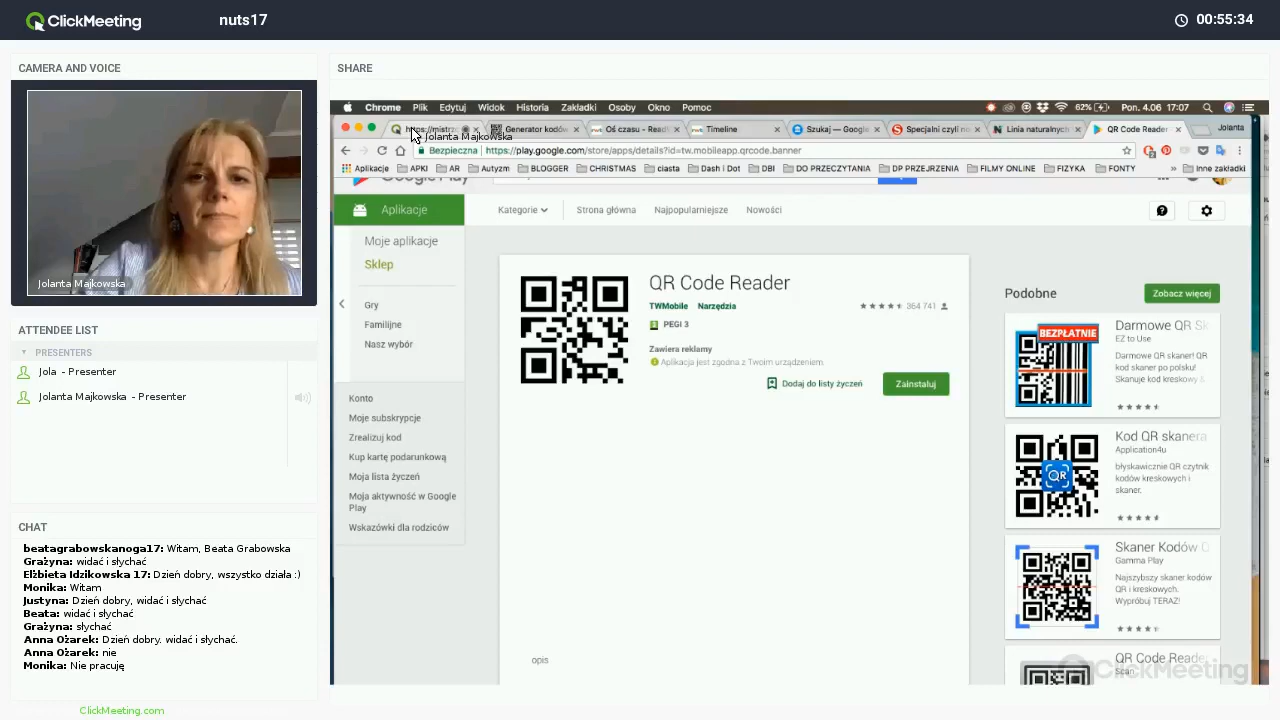 ClickMeeting
nuts17
00:55:34
CAMERA AND VOICE
Jolanta Majkowska
ATTENDEE LIST
PRESENTERS
Jola - Presenter
Jolanta Majkowska - Presenter
CHAT
beatagrabowskanoga17: Witam, Beata Grabowska
Grażyna: widać i słychać
Elżbieta Idzikowska 17: Dzień dobry, wszystko działa :)
Monika: Witam
Justyna: Dzień dobry, widać i słychać
Beata: widać i słychać
Grażyna: słychać
Anna Ożarek: Dzień dobry. widać i słychać.
Anna Ożarek: nie
Monika: Nie pracuję
ClickMeeting.com
SHARE
Chrome Plik Edytuj Widok Historia Zakładki Osoby Okno Pomoc
62% Pon. 4.06 17:07
https://mistrz Generator kodów Oś czasu - Read Timeline Szukaj — Google Specjalni czyli no Linia naturalnych QR Code Reader Jolanta
Jolanta Majkowska
Bezpieczna https://play.google.com/store/apps/details?id=tw.mobileapp.qrcode.banner
Aplikacje APKI AR Autyzm BLOGGER CHRISTMAS ciasta Dash i Dot DBI DO PRZECZYTANIA DP PRZEJRZENIA FILMY ONLINE FIZYKA FONTY » Inne zakładki
Google Play
Aplikacje
Kategorie Strona główna Najpopularniejsze Nowości
Moje aplikacje
Sklep
Gry
Familijne
Nasz wybór
Konto
Moje subskrypcje
Zrealizuj kod
Kup kartę podarunkową
Moja lista życzeń
Moja aktywność w Google
Play
Wskazówki dla rodziców
QR Code Reader
TWMobile Narzędzia
364 741
PEGI 3
Zawiera reklamy
Aplikacja jest zgodna z Twoim urządzeniem.
Dodaj do listy życzeń
Zainstaluj
opis
Podobne
Zobacz więcej
BEZPŁATNIE
Darmowe QR Sk
EZ to Use
Darmowe QR skaner! QR
kod skaner po polsku!
Skanuj kod kreskowy i
Kod QR skanera
Application4u
błyskawicznie QR czytnik
kodów kreskowych i
skaner.
QR
Skaner Kodów Q
Gamma Play
Najszybszy skaner kodów
QR i kreskowych.
Wypróbuj TERAZ!
QR Code Reade
Scan
ClickMeeting